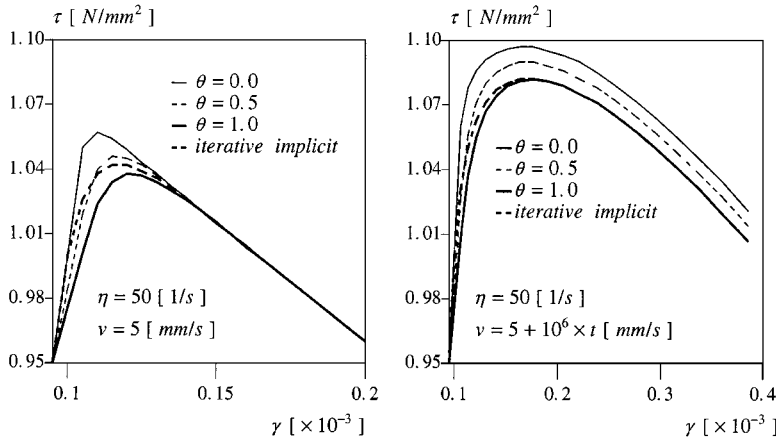 τ [ N/mm²
1.10
1.07
1.04
1.01
0.98
0.95
θ = 0.0
θ = 0.5
θ = 1.0
iterative implicit
η = 50 [ 1/s ]
v = 5 [ mm/s ]
0.1
0.15
0.2
γ [ ×10⁻³ ]
τ [ N/mm² ]
1.10
1.07
1.04
1.01
0.98
0.95
θ = 0.0
θ = 0.5
θ = 1.0
iterative implicit
η = 50 [ 1/s ]
v = 5 + 10⁶ × t [ mm/s ]
0.1
0.2
0.3
0.4
γ [ ×10⁻³ ]